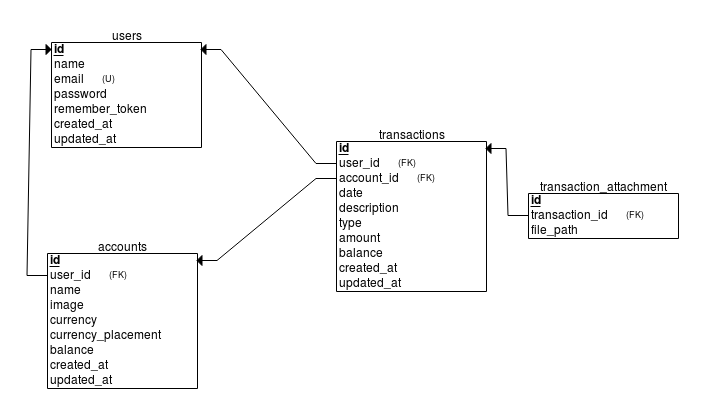 users
id
name
email (U)
password
remember_token
created_at
updated_at
transactions
id
user_id (FK)
account_id (FK)
date
description
type
amount
balance
created_at
updated_at
transaction_attachment
id
transaction_id (FK)
file_path
accounts
id
user_id (FK)
name
image
currency
currency_placement
balance
created_at
updated_at